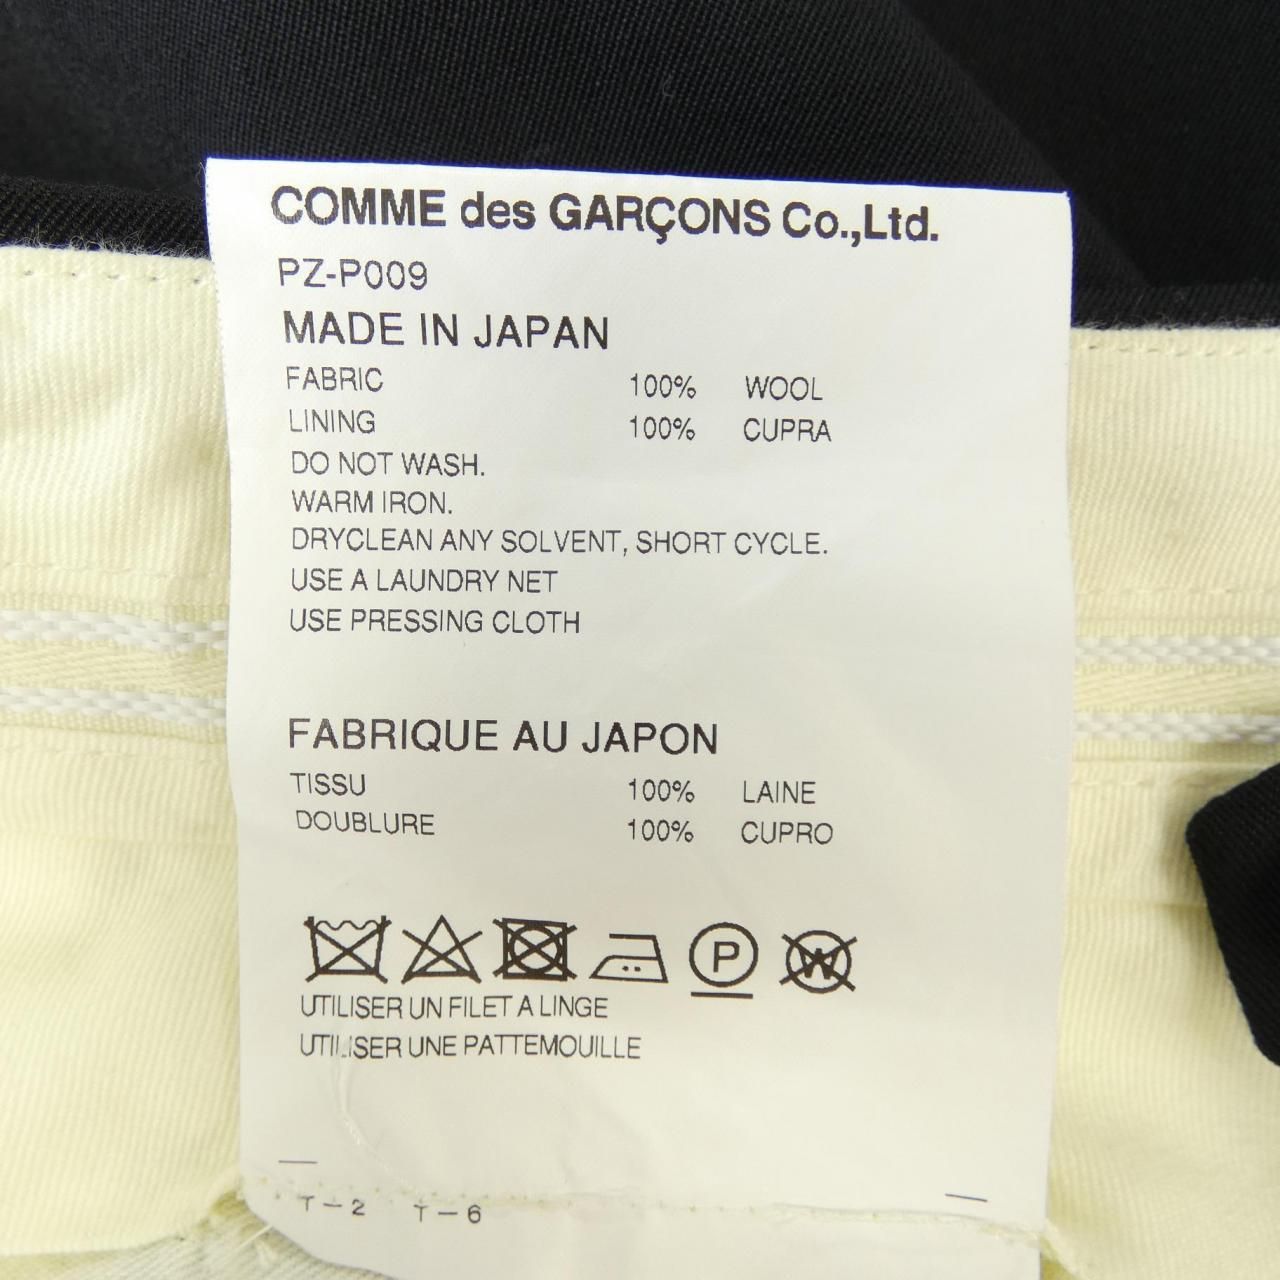 COMME des GARÇONS Co.,Ltd.
PZ-P009
MADE IN JAPAN
FABRIC 100% WOOL
LINING 100% CUPRA
DO NOT WASH.
WARM IRON.
DRYCLEAN ANY SOLVENT, SHORT CYCLE.
USE A LAUNDRY NET
USE PRESSING CLOTH
FABRIQUE AU JAPON
TISSU 100% LAINE
DOUBLURE 100% CUPRO
P W
UTILISER UN FILET A LINGE
UTILISER UNE PATTEMOUILLE
T-2 T-6